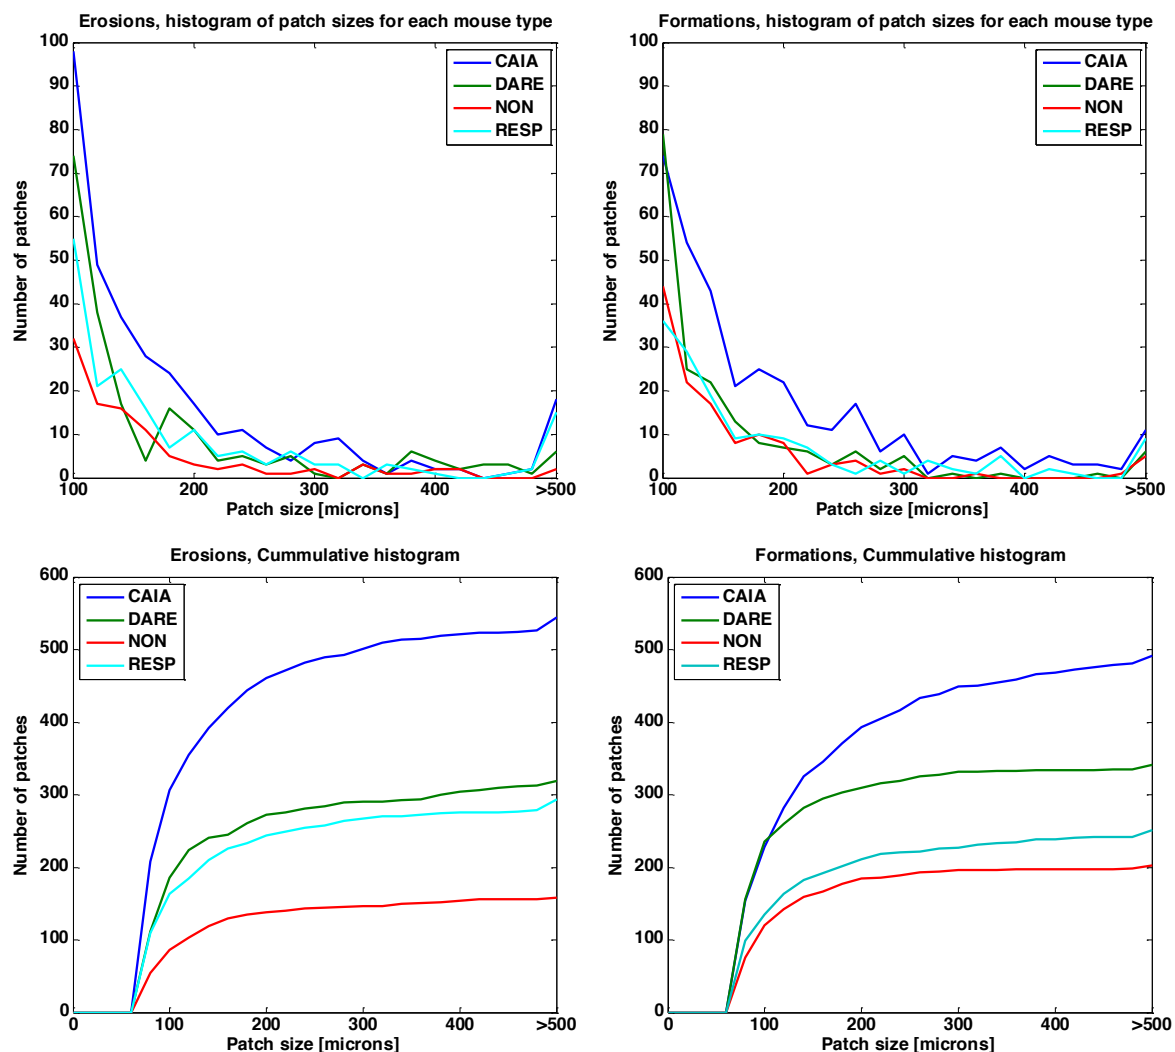 Erosions, histogram of patch sizes for each mouse type
100
90
80
70
60
50
40
30
20
10
0
Number of patches
CAIA
DARE
NON
RESP
100
200
300
400
>500
Patch size [microns]
Formations, histogram of patch sizes for each mouse type
100
90
80
70
60
50
40
30
20
10
0
Number of patches
CAIA
DARE
NON
RESP
100
200
300
400
>500
Patch size [microns]
Erosions, Cummulative histogram
600
500
400
300
200
100
0
Number of patches
CAIA
DARE
NON
RESP
0
100
200
300
400
>500
Patch size [microns]
Formations, Cummulative histogram
600
500
400
300
200
100
0
Number of patches
CAIA
DARE
NON
RESP
0
100
200
300
400
>500
Patch size [microns]